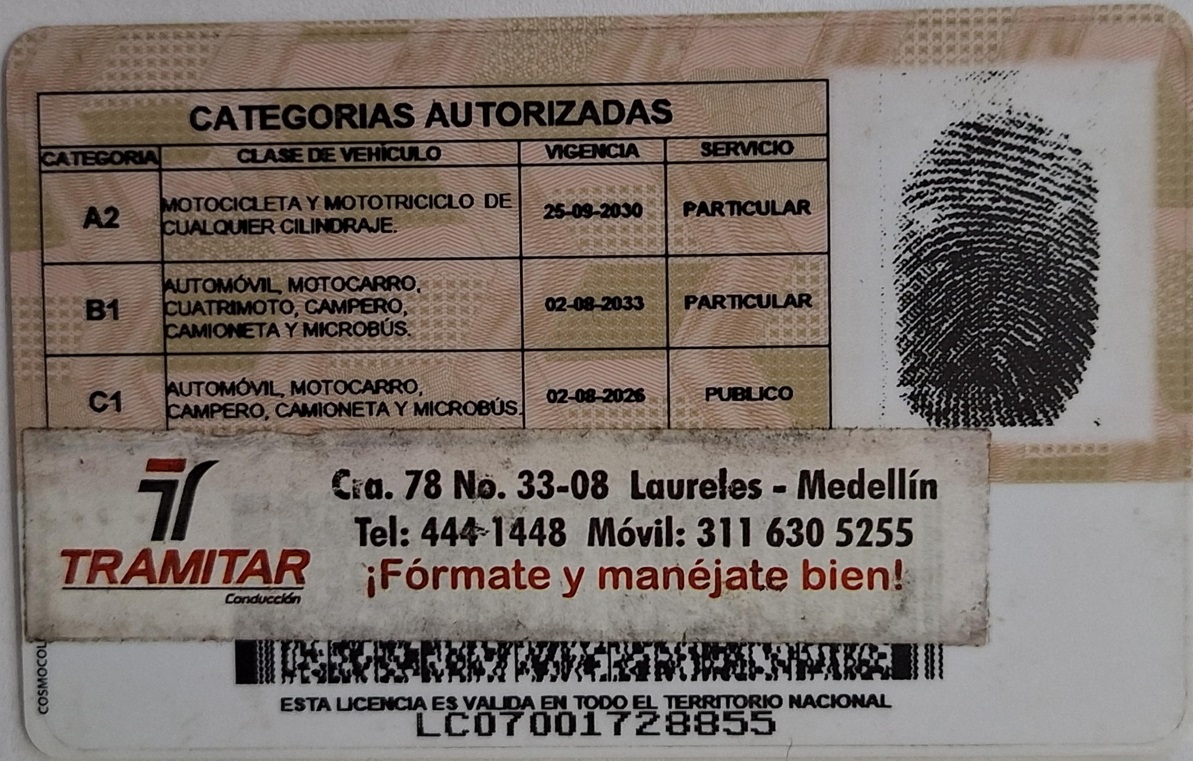 CATEGORIAS AUTORIZADAS
CATEGORIA CLASE DE VEHÍCULO VIGENCIA SERVICIO
A2 MOTOCICLETA Y MOTOTRICICLO DE CUALQUIER CILINDRAJE. 25-09-2030 PARTICULAR
B1 AUTOMÓVIL, MOTOCARRO, CUATRIMOTO, CAMPERO, CAMIONETA Y MICROBÚS. 02-08-2033 PARTICULAR
C1 AUTOMÓVIL, MOTOCARRO, CAMPERO, CAMIONETA Y MICROBÚS. 02-08-2026 PUBLICO
TRAMITAR
Conducción
Cra. 78 No. 33-08 Laureles - Medellín
Tel: 444-1448 Móvil: 311 630 5255
¡Fórmate y manéjate bien!
COSMOCOL
ESTA LICENCIA ES VALIDA EN TODO EL TERRITORIO NACIONAL
LC07001728855